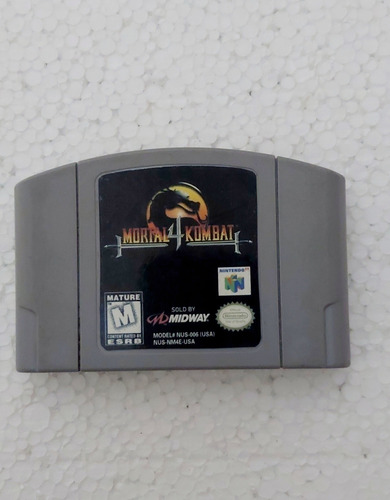 MORTAL 4 KOMBAT
NINTENDO 64
MATURE
M
CONTENT RATED BY
ESRB
SOLD BY
MIDWAY
MODEL# NUS-006 (USA)
NUS-NM4E-USA
Nintendo